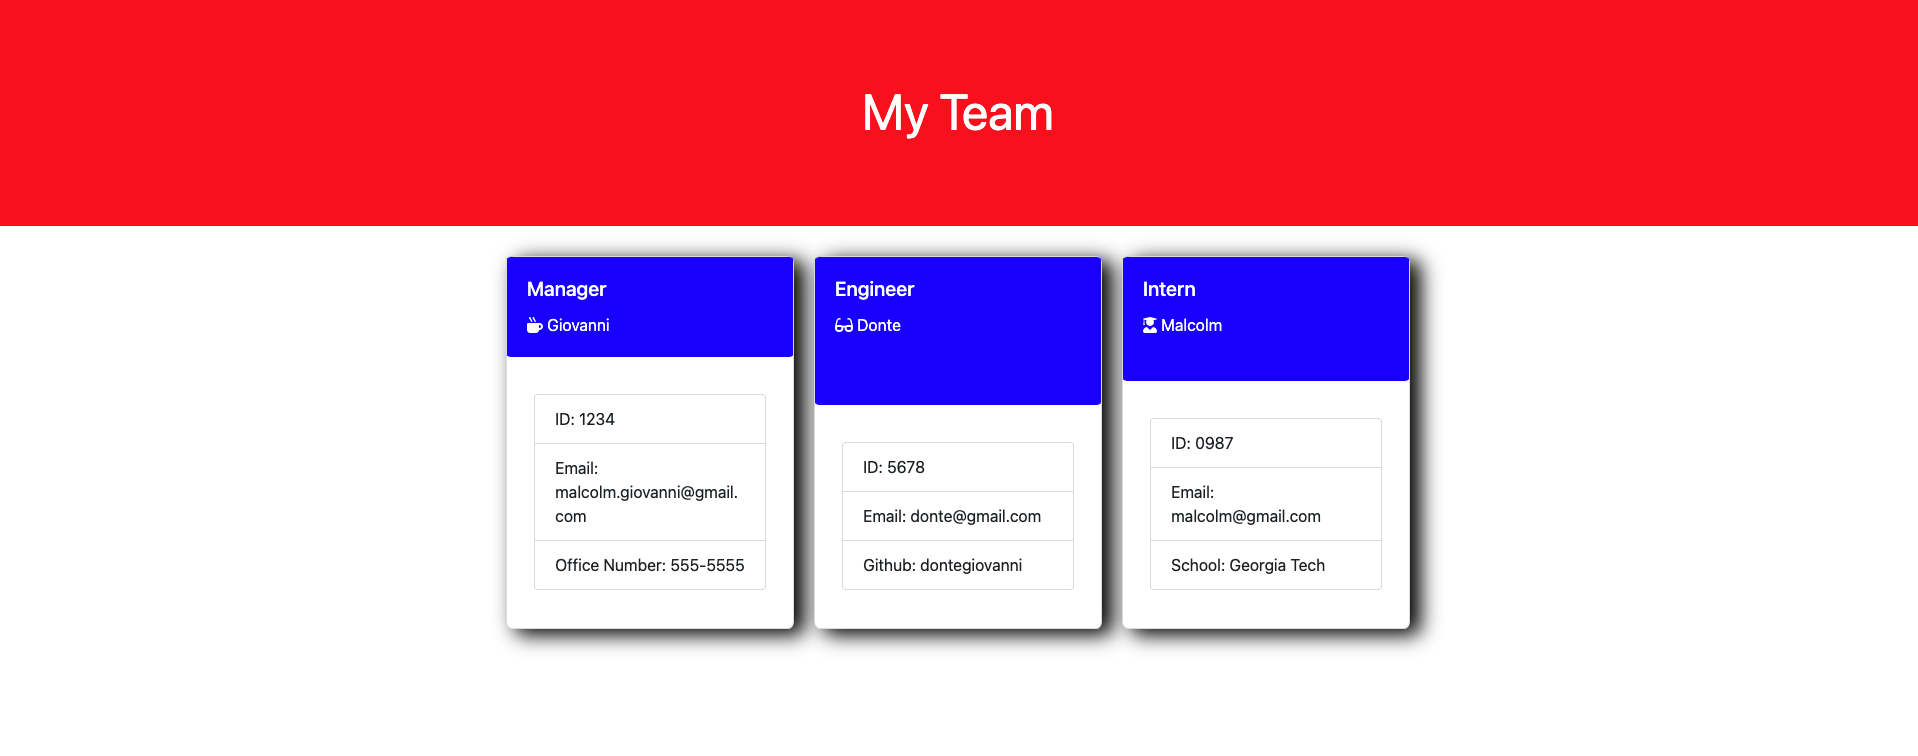 My Team
Manager
Giovanni
ID: 1234
Email:
malcolm.giovanni@gmail.
com
Office Number: 555-5555
Engineer
Donte
ID: 5678
Email: donte@gmail.com
Github: dontegiovanni
Intern
Malcolm
ID: 0987
Email:
malcolm@gmail.com
School: Georgia Tech